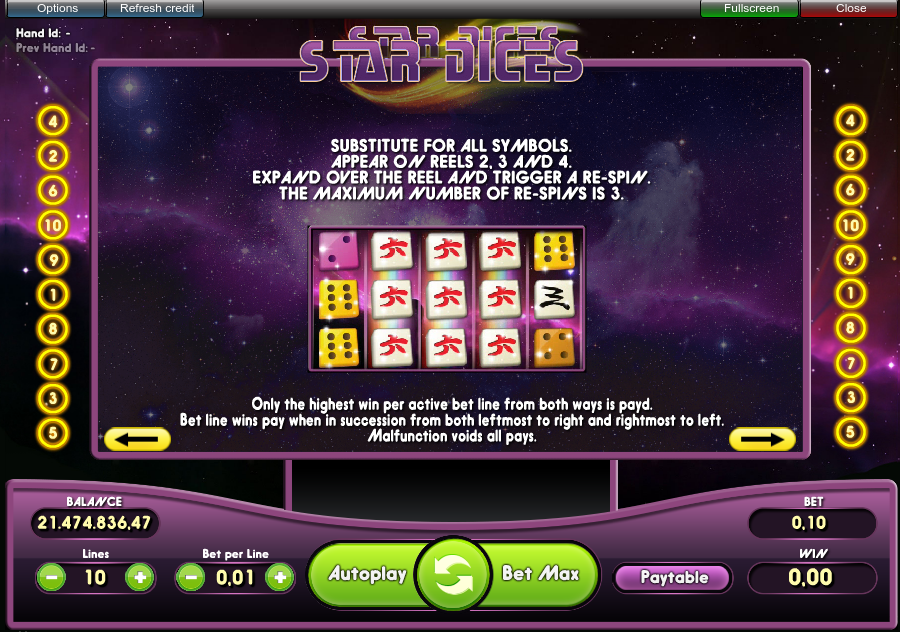 Options
Refresh credit
Fullscreen
Close
Hand Id: -
Prev Hand Id: -
STAR DICES
SUBSTITUTE FOR ALL SYMBOLS.
APPEAR ON REELS 2, 3 AND 4.
EXPAND OVER THE REEL AND TRIGGER A RE-SPIN.
THE MAXIMUM NUMBER OF RE-SPINS IS 3.
4
2
6
10
9
1
8
7
3
5
4
2
6
10
9
1
8
7
3
5
Only the highest win per active bet line from both ways is payd.
Bet line wins pay when in succession from both leftmost to right and rightmost to left.
Malfunction voids all pays.
BALANCE
21.474.836,47
BET
0,10
Lines
10
Bet per Line
0,01
Autoplay
Bet Max
Paytable
WIN
0,00